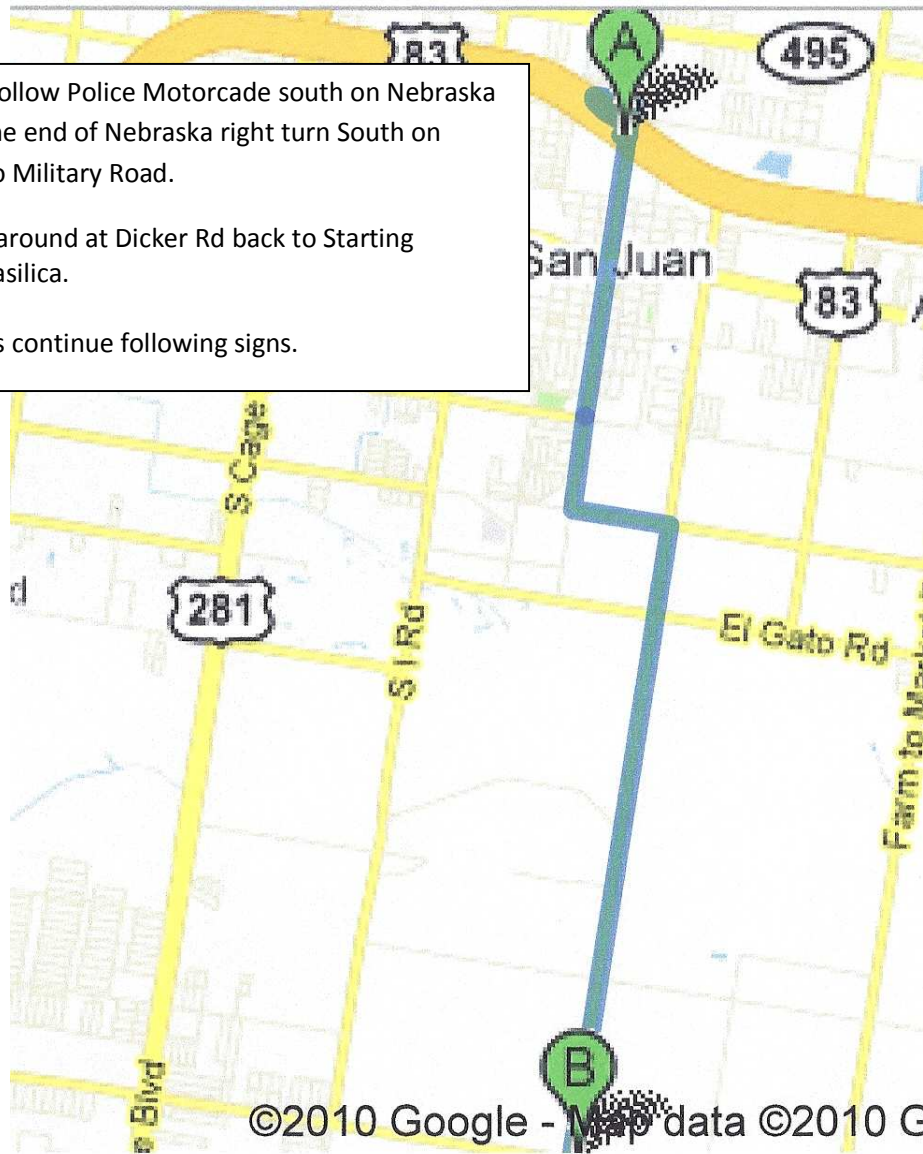 A
83
495
ollow Police Motorcade south on Nebraska
ne end of Nebraska right turn South on
o Military Road.
around at Dicker Rd back to Starting
asilica.
s continue following signs.
San Juan
83
S Cage
281
d
S I Rd
El Gato Rd
Farm to
B
Blvd
©2010 Google - Map data ©2010 G